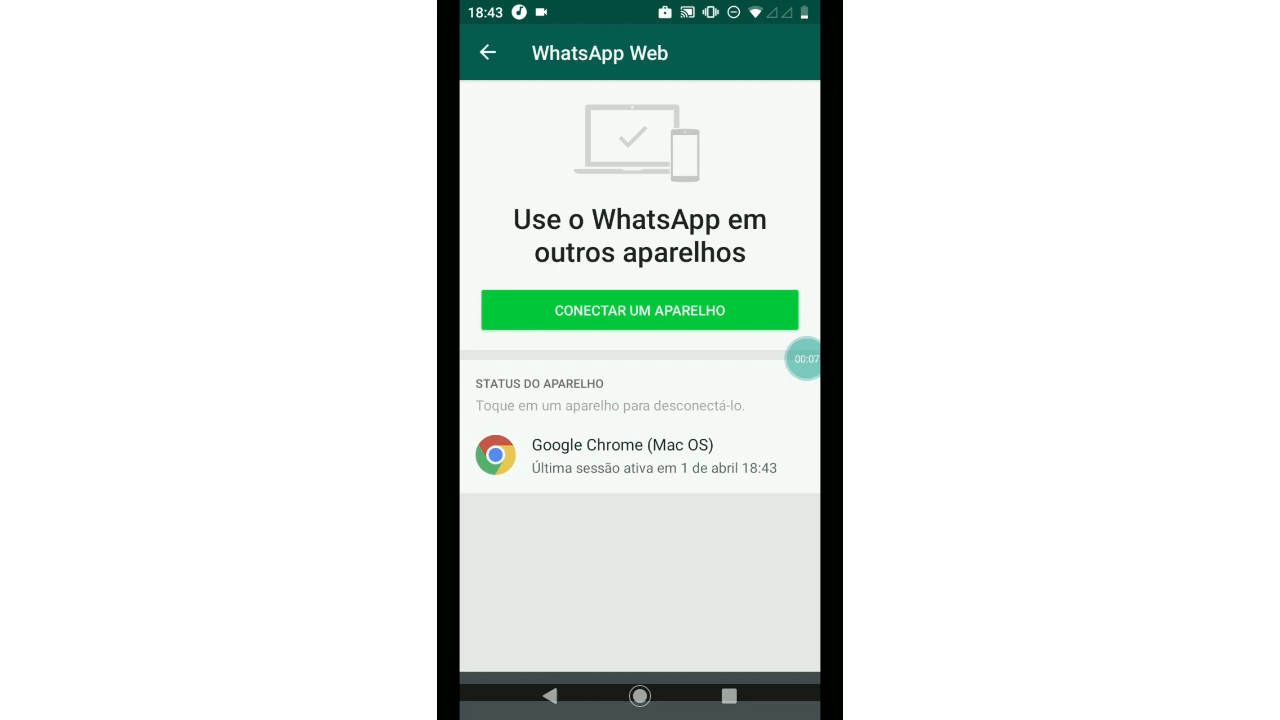 18:43
WhatsApp Web
Use o WhatsApp em
outros aparelhos
CONECTAR UM APARELHO
00:07
STATUS DO APARELHO
Toque em um aparelho para desconectá-lo.
Google Chrome (Mac OS)
Última sessão ativa em 1 de abril 18:43